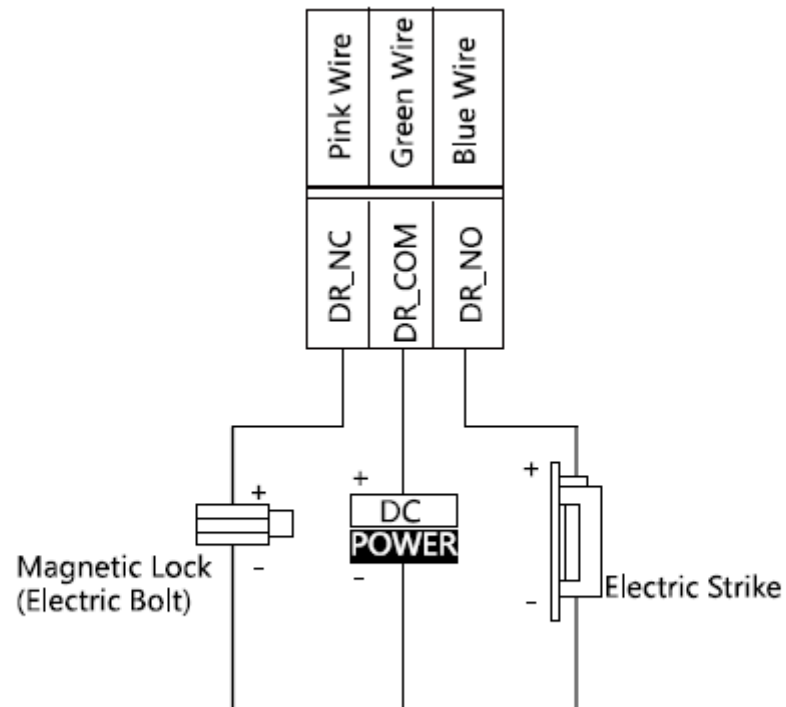 Pink Wire
Green Wire
Blue Wire
DR_NC
DR_COM
DR_NO
+
-
Magnetic Lock
(Electric Bolt)
+
DC
POWER
-
+
-
Electric Strike